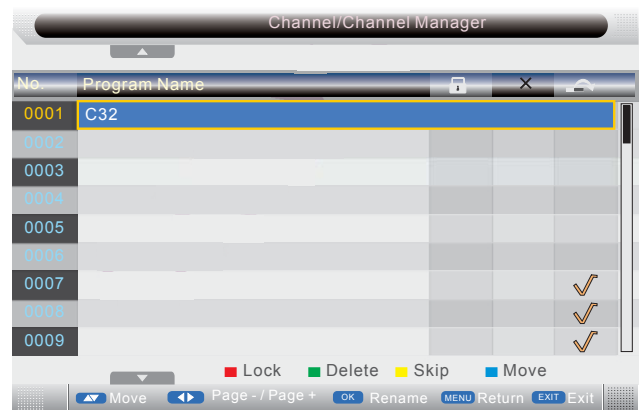 Channel/Channel Manager
No. Program Name
0001 C32
0002
0003
0004
0005
0006
0007
0008
0009
Lock Delete Skip Move
Move Page - / Page + OK Rename MENU Return EXIT Exit